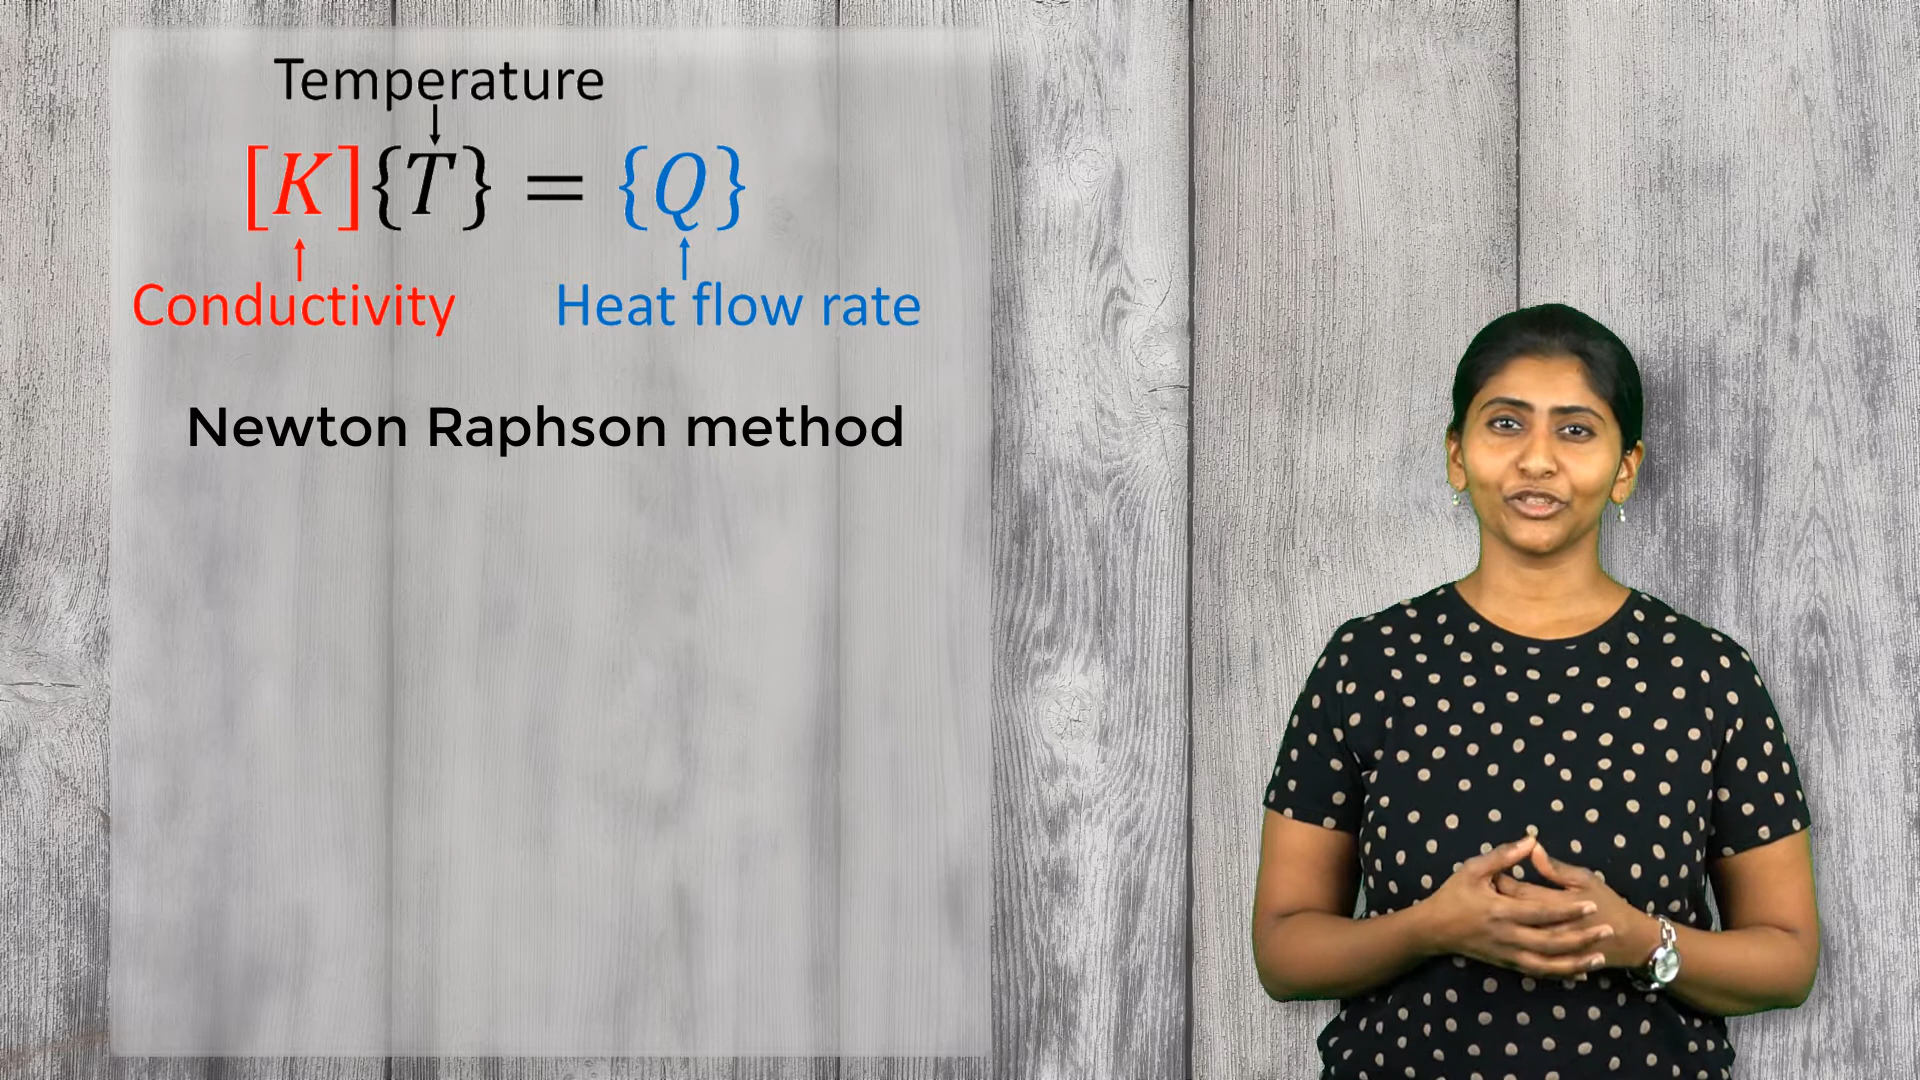 Temperature
[K]{T} = {Q}
Conductivity Heat flow rate
Newton Raphson method